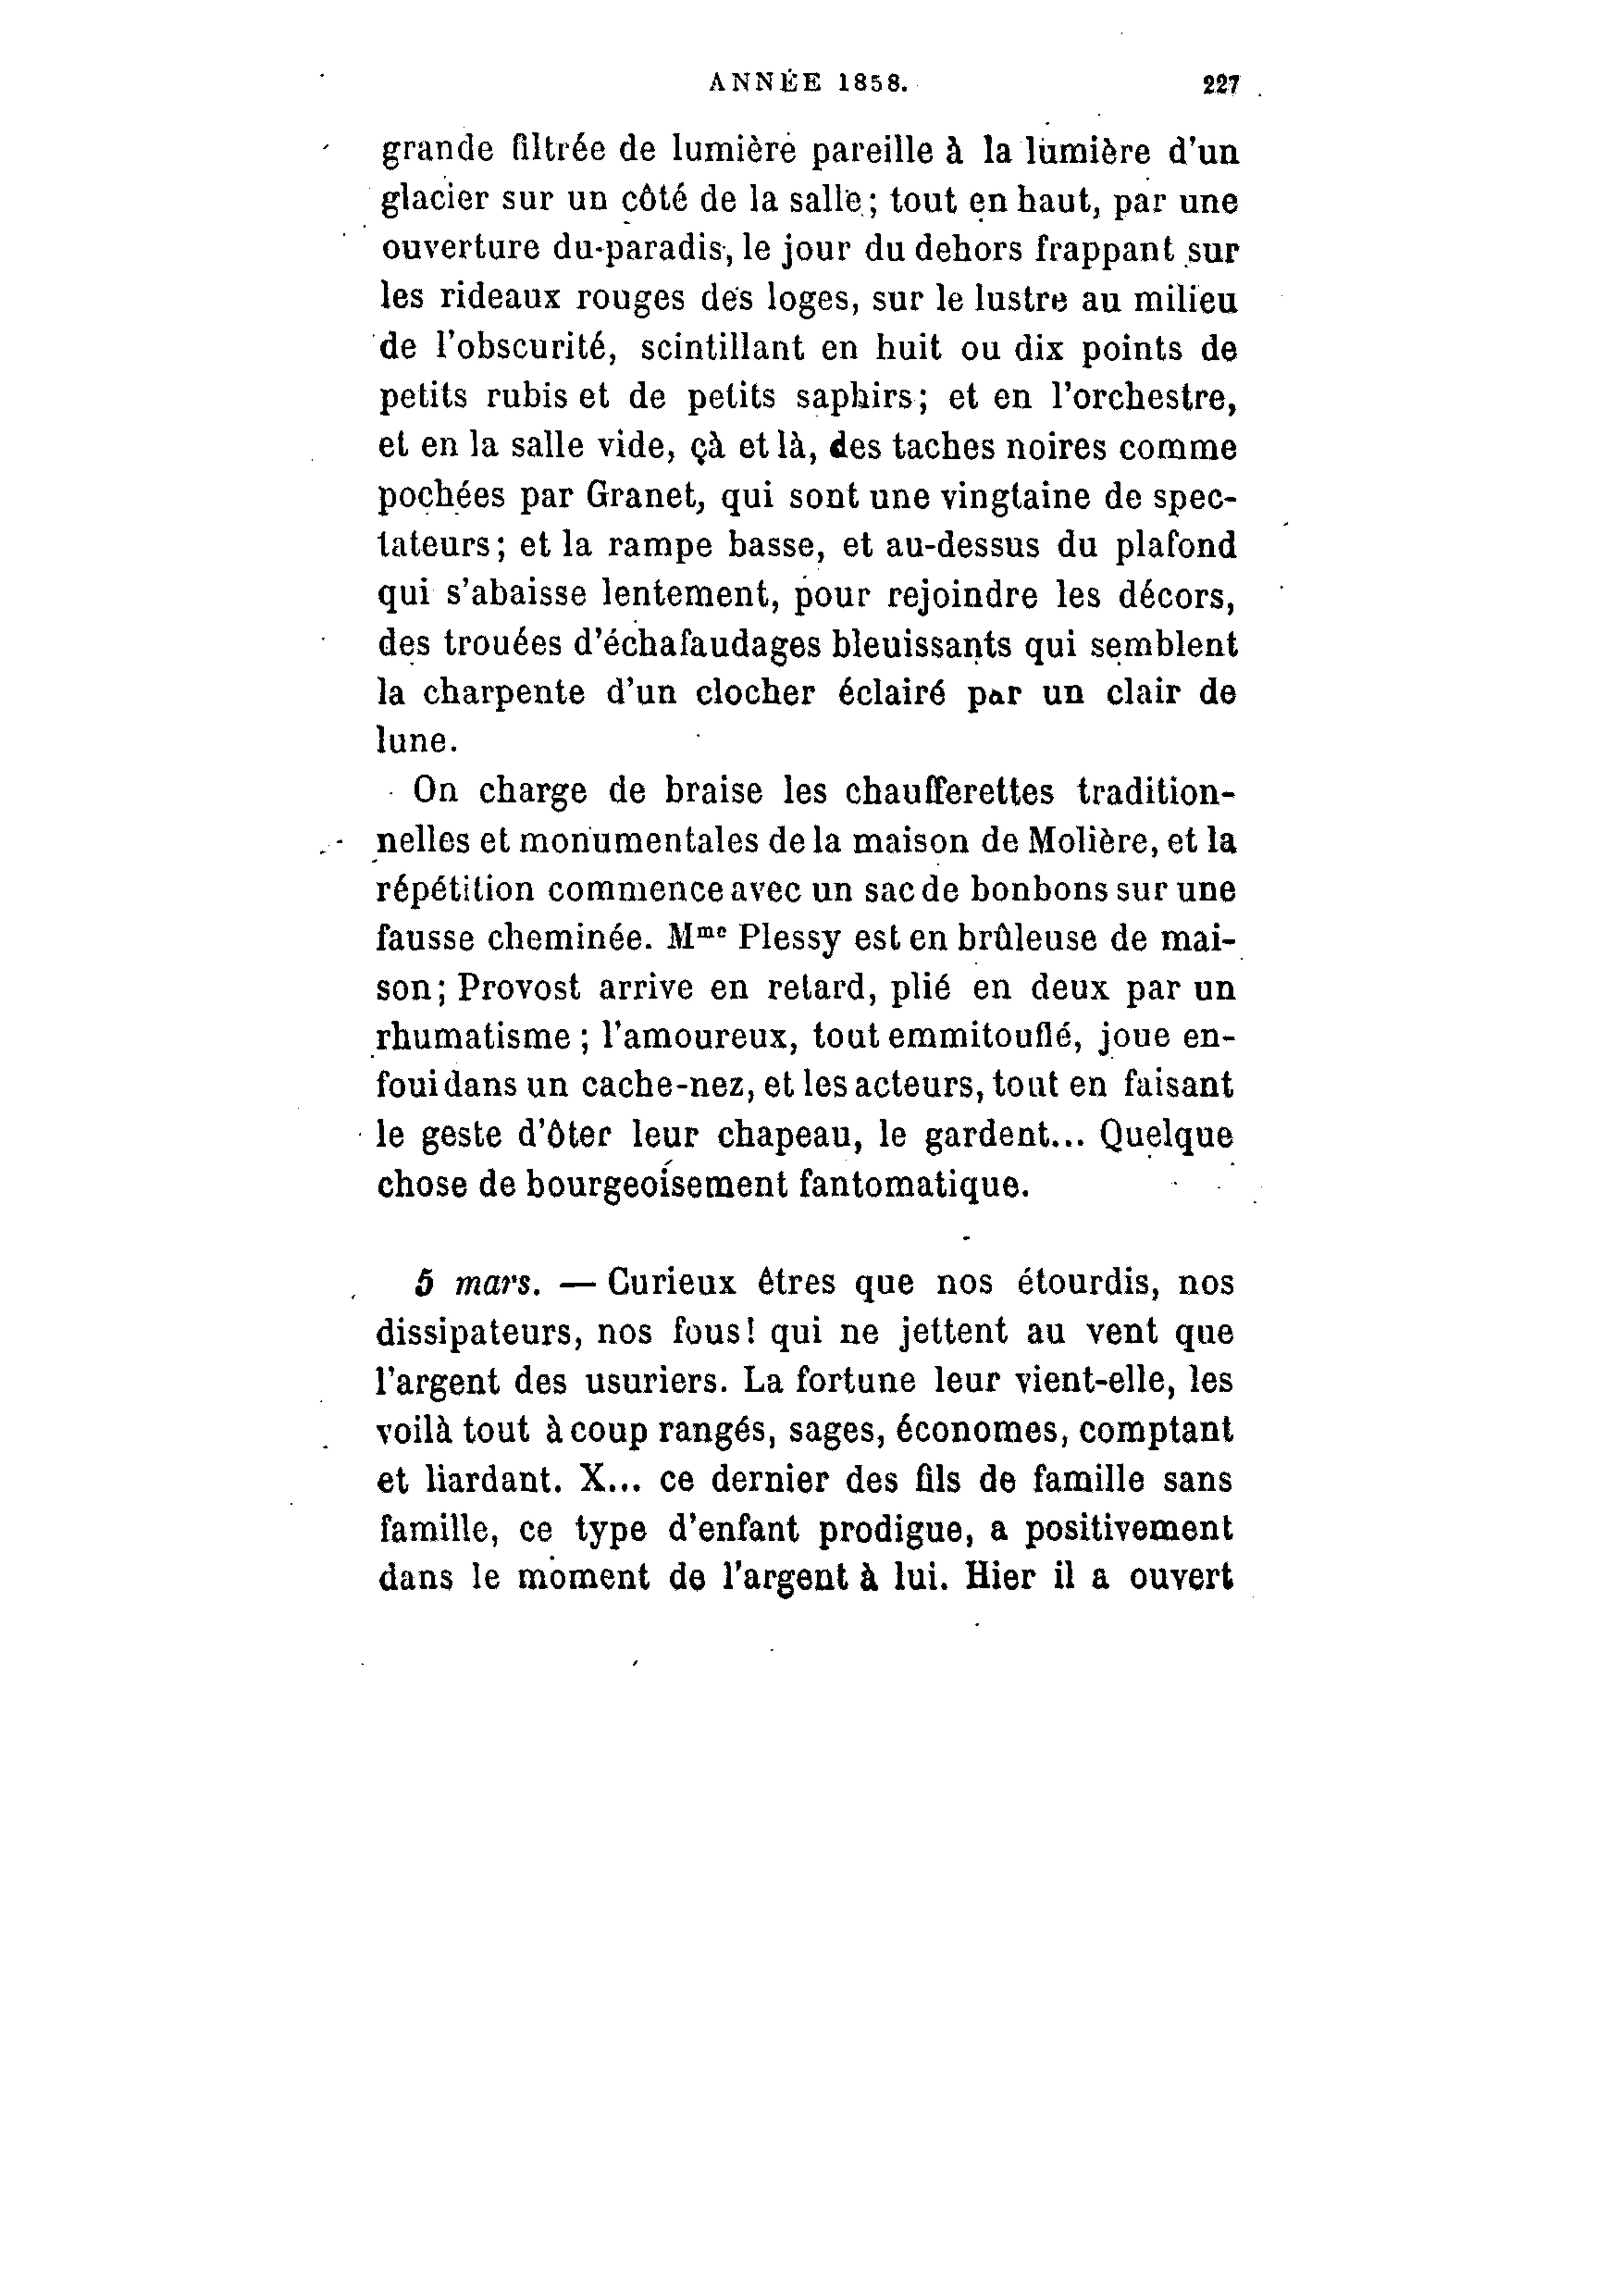 ANNÉE 1858. 227
grande filtrée de lumière pareille à la lumière d'un
glacier sur un côté de la salle; tout en haut, par une
ouverture du paradis, le jour du dehors frappant sur
les rideaux rouges des loges, sur le lustre au milieu
de l'obscurité, scintillant en huit ou dix points de
petits rubis et de petits saphirs; et en l'orchestre,
et en la salle vide, çà et là, des taches noires comme
pochées par Granet, qui sont une vingtaine de spec-
tateurs; et la rampe basse, et au-dessus du plafond
qui s'abaisse lentement, pour rejoindre les décors,
des trouées d'échafaudages bleuissants qui semblent
la charpente d'un clocher éclairé par un clair de
lune.
On charge de braise les chaufferettes tradition-
nelles et monumentales de la maison de Molière, et la
répétition commence avec un sac de bonbons sur une
fausse cheminée. Mme Plessy est en brûleuse de mai-
son; Provost arrive en retard, plié en deux par un
rhumatisme; l'amoureux, tout emmitouflé, joue en-
foui dans un cache-nez, et les acteurs, tout en faisant
le geste d'ôter leur chapeau, le gardent... Quelque
chose de bourgeoisement fantomatique.
5 mars. — Curieux êtres que nos étourdis, nos
dissipateurs, nos fous! qui ne jettent au vent que
l'argent des usuriers. La fortune leur vient-elle, les
voilà tout à coup rangés, sages, économes, comptant
et liardant. X... ce dernier des fils de famille sans
famille, ce type d'enfant prodigue, a positivement
dans le moment de l'argent à lui. Hier il a ouvert